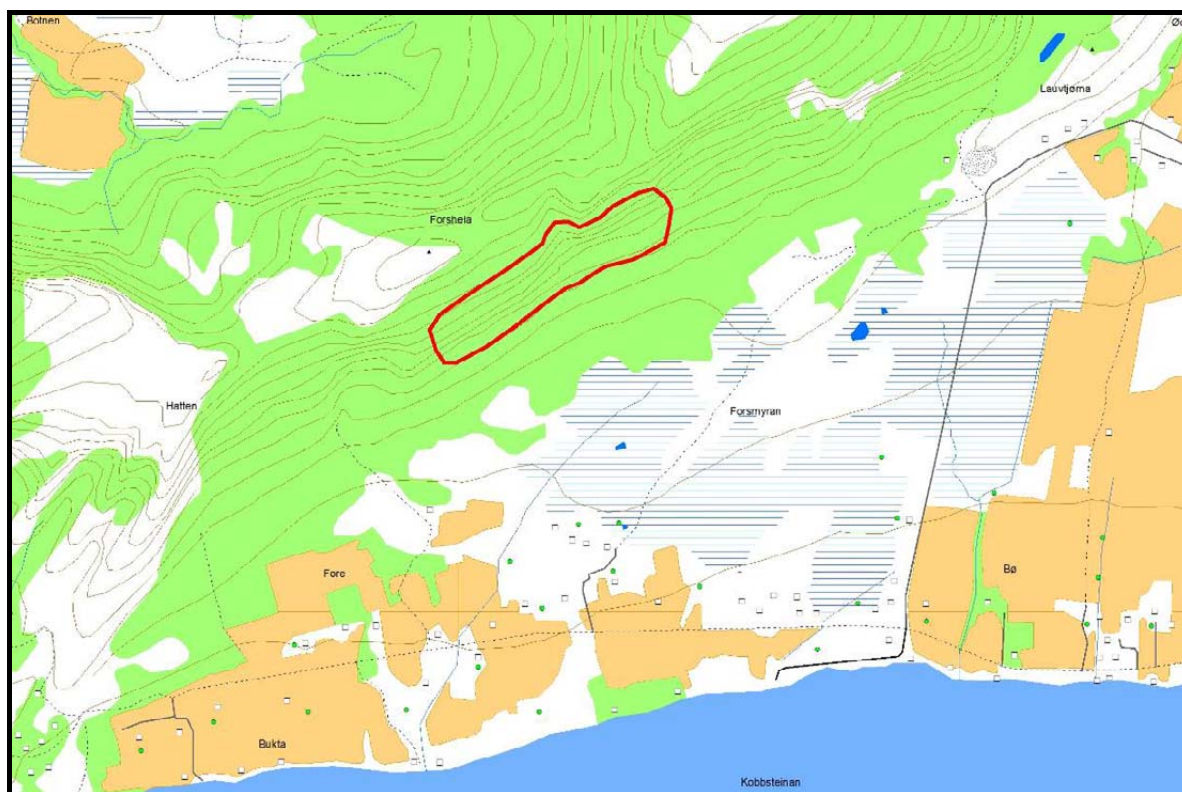 Botnen
Lauvtjørna
Forsheia
Hatten
Forsmyran
Fore
Bø
Bukta
Kobbsteinan